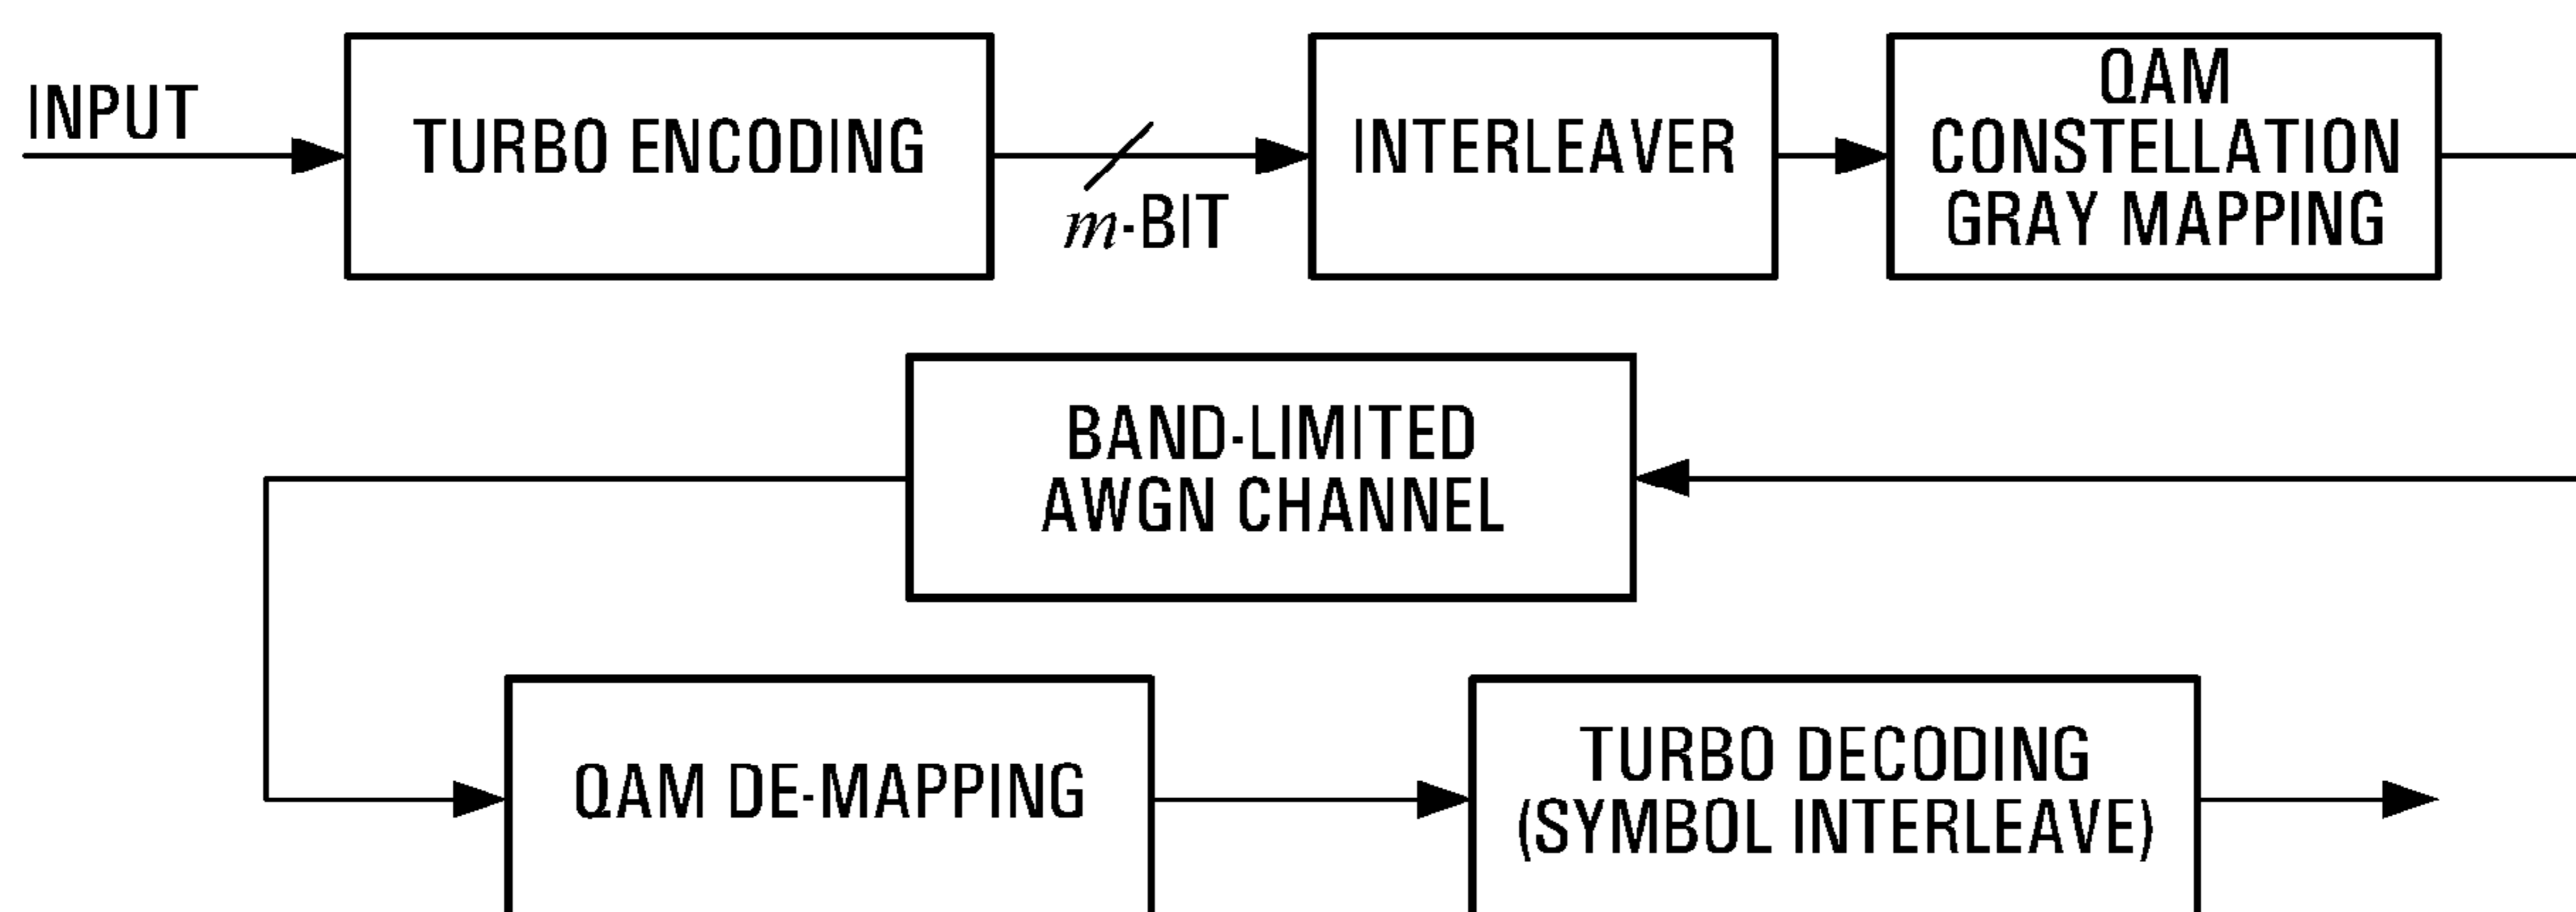 INPUT
TURBO ENCODING
m-BIT
INTERLEAVER
QAM
CONSTELLATION
GRAY MAPPING
BAND-LIMITED
AWGN CHANNEL
QAM DE-MAPPING
TURBO DECODING
(SYMBOL INTERLEAVE)